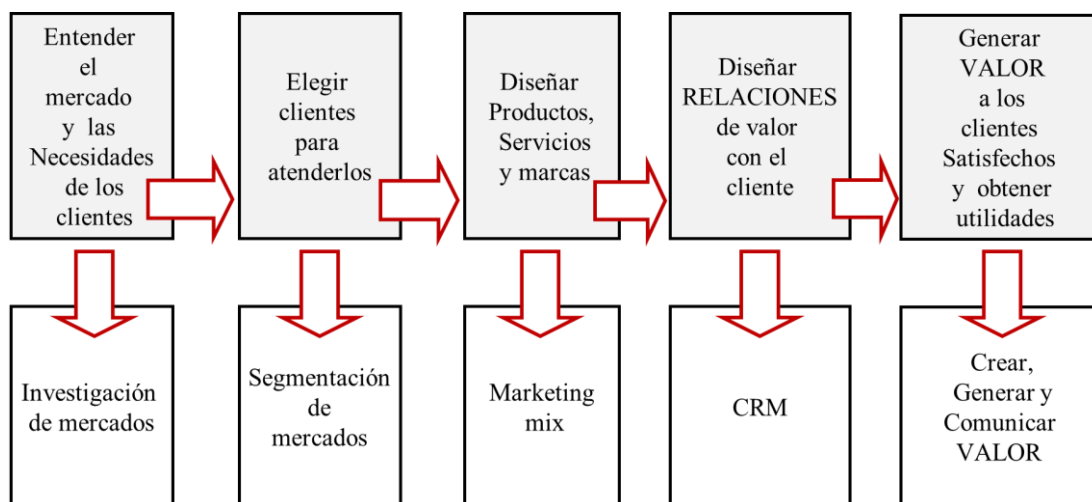 Entender
el
mercado
y las
Necesidades
de los
clientes
Elegir
clientes
para
atenderlos
Diseñar
Productos,
Servicios
y marcas
Diseñar
RELACIONES
de valor
con el
cliente
Generar
VALOR
a los
clientes
Satisfechos
y obtener
utilidades
Investigación
de mercados
Segmentación
de
mercados
Marketing
mix
CRM
Crear,
Generar y
Comunicar
VALOR